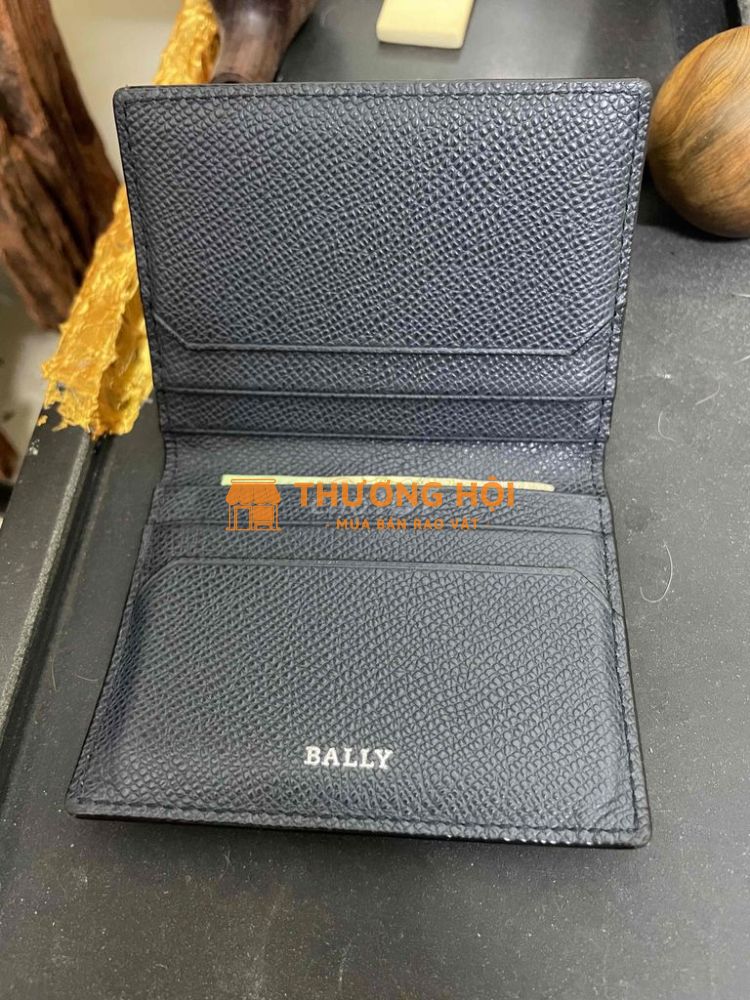 THƯƠNG HỘI
- MUA BÁN RAO VẶT -
BALLY